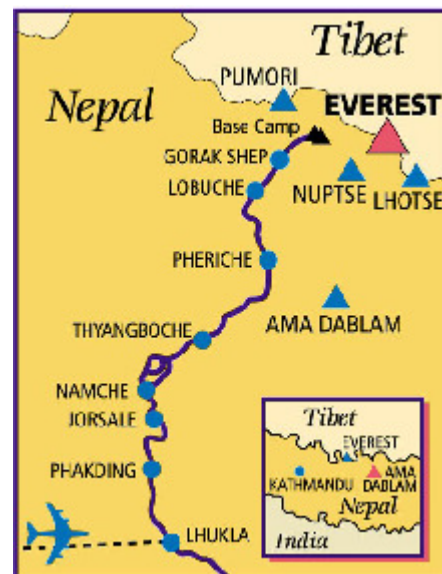 Tibet
PUMORI
Nepal
EVEREST
Base Camp
GORAK SHEP
LOBUCHE
NUPTSE
LHOTSE
PHERICHE
AMA DABLAM
THYANGBOCHE
NAMCHE
JORSALE
PHAKDING
LHUKLA
Tibet
EVEREST
KATHMANDU
AMA
DABLAM
Nepal
India